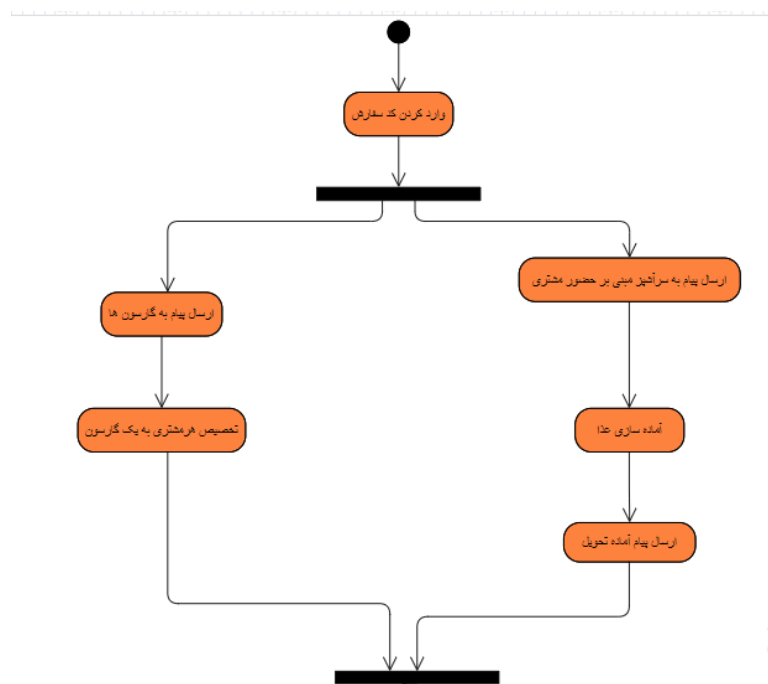 وارد کردن کد سفارش
ارسال پیام به سرآشپز مبنی بر حضور مشتری
ارسال پیام به گارسون ها
تخصیص هرمشتری به یک گارسون
آماده سازی غذا
ارسال پیام آماده تحویل